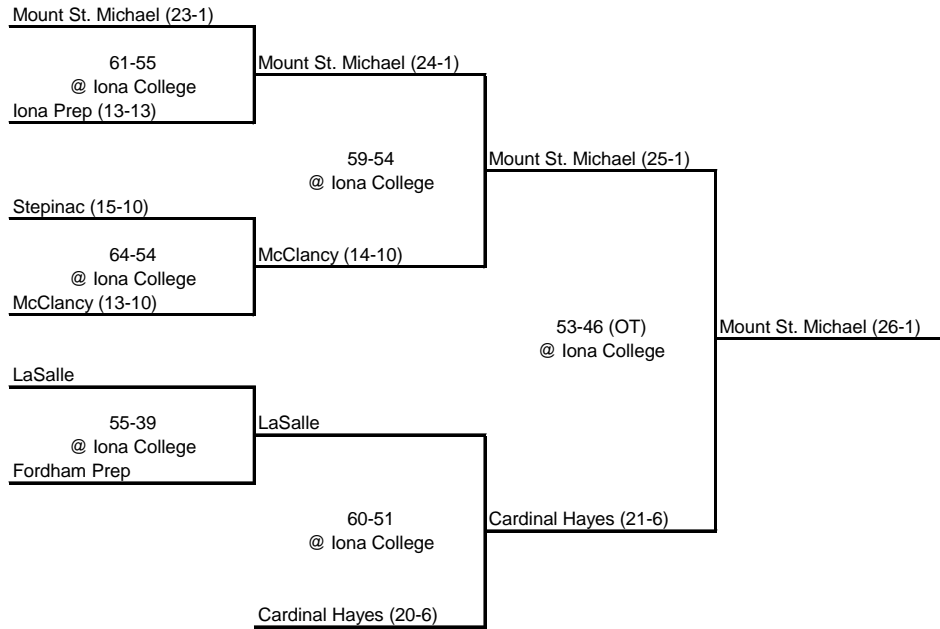 Mount St. Michael (23-1)
61-55
@ Iona College
Iona Prep (13-13)
Mount St. Michael (24-1)
59-54
@ Iona College
Stepinac (15-10)
64-54
@ Iona College
McClancy (13-10)
McClancy (14-10)
Mount St. Michael (25-1)
53-46 (OT)
@ Iona College
Mount St. Michael (26-1)
LaSalle
55-39
@ Iona College
Fordham Prep
LaSalle
60-51
@ Iona College
Cardinal Hayes (20-6)
Cardinal Hayes (21-6)